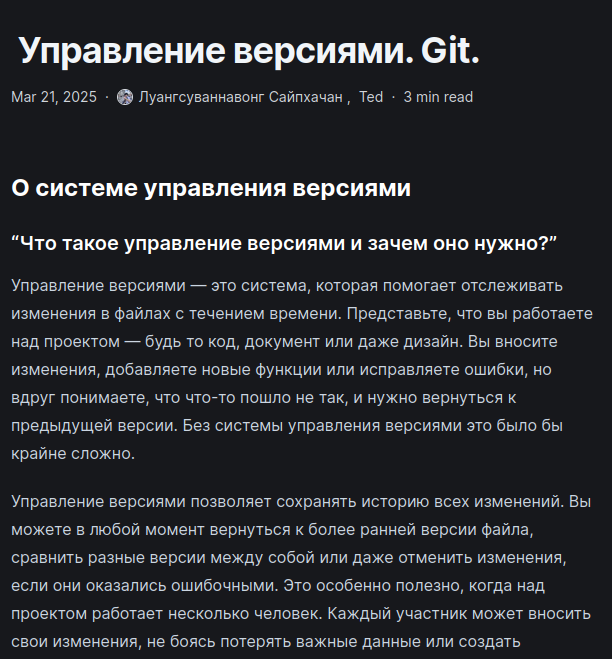 Управление версиями. Git.
Mar 21, 2025 · Луангсуваннавонг Сайпхачан , Ted · 3 min read
О системе управления версиями
“Что такое управление версиями и зачем оно нужно?”
Управление версиями — это система, которая помогает отслеживать
изменения в файлах с течением времени. Представьте, что вы работаете
над проектом — будь то код, документ или даже дизайн. Вы вносите
изменения, добавляете новые функции или исправляете ошибки, но
вдруг понимаете, что что-то пошло не так, и нужно вернуться к
предыдущей версии. Без системы управления версиями это было бы
крайне сложно.
Управление версиями позволяет сохранять историю всех изменений. Вы
можете в любой момент вернуться к более ранней версии файла,
сравнить разные версии между собой или даже отменить изменения,
если они оказались ошибочными. Это особенно полезно, когда над
проектом работает несколько человек. Каждый участник может вносить
свои изменения, не боясь потерять важные данные или создать